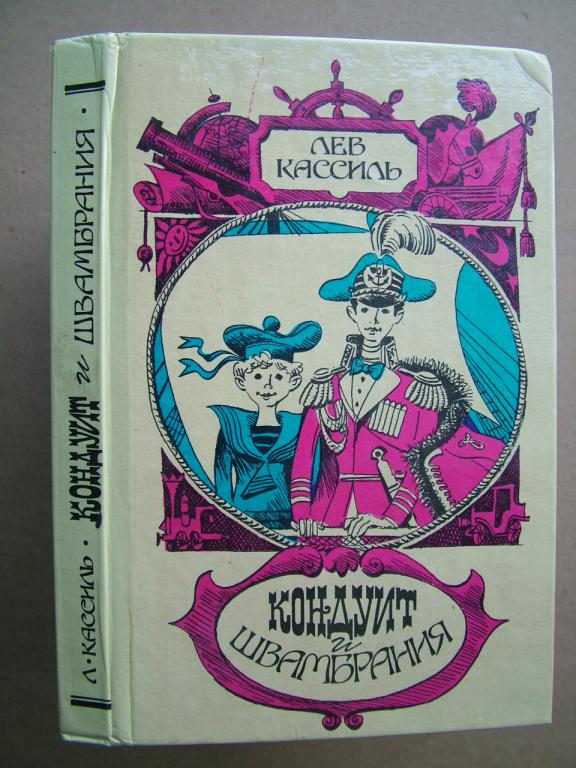 ЛЕВ
КАССИЛЬ
КОНДУИТ
и
ШВАМБРАНИЯ
Л·КАССИЛЬ · КОНДУИТ и ШВАМБРАНИЯ ·